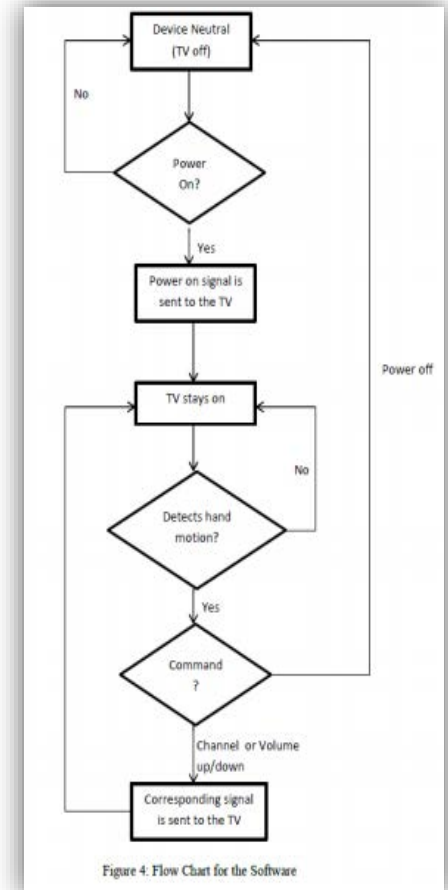 Device Neutral
(TV off)
No
Power
On?
Yes
Power on signal is
sent to the TV
Power off
TV stays on
No
Detects hand
motion?
Yes
Command
?
Channel or Volume
up/down
Corresponding signal
is sent to the TV
Figure 4: Flow Chart for the Software